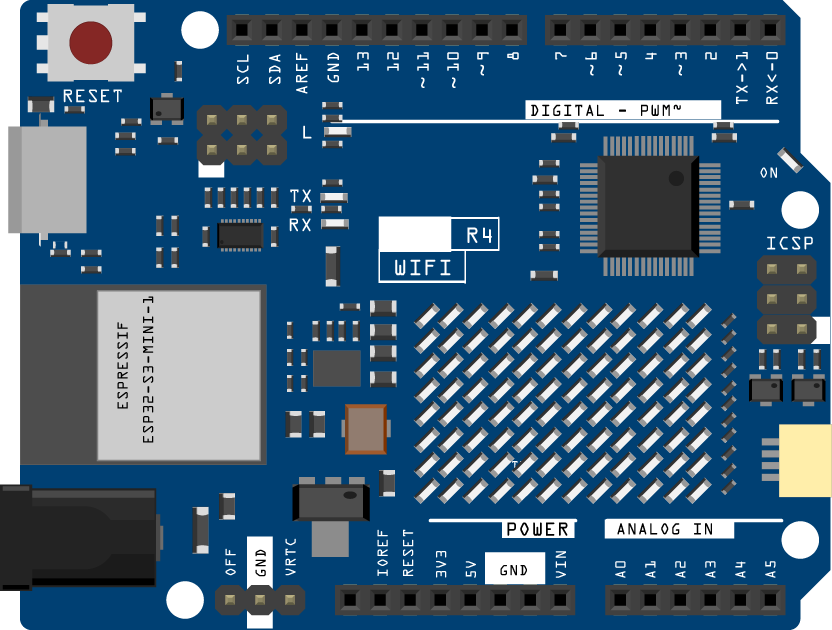 SCL
SDA
AREF
GND
13
12
~11
~10
~9
8
7
~6
~5
4
~3
2
TX->1
RX<-0
RESET
DIGITAL - PWM~
L
ON
TX
RX
R4
WIFI
ICSP
ESPRESSIF
ESP32-S3-MINI-1
T
POWER
ANALOG IN
OFF
GND
VRTC
IOREF
RESET
3V3
5V
GND
VIN
A0
A1
A2
A3
A4
A5